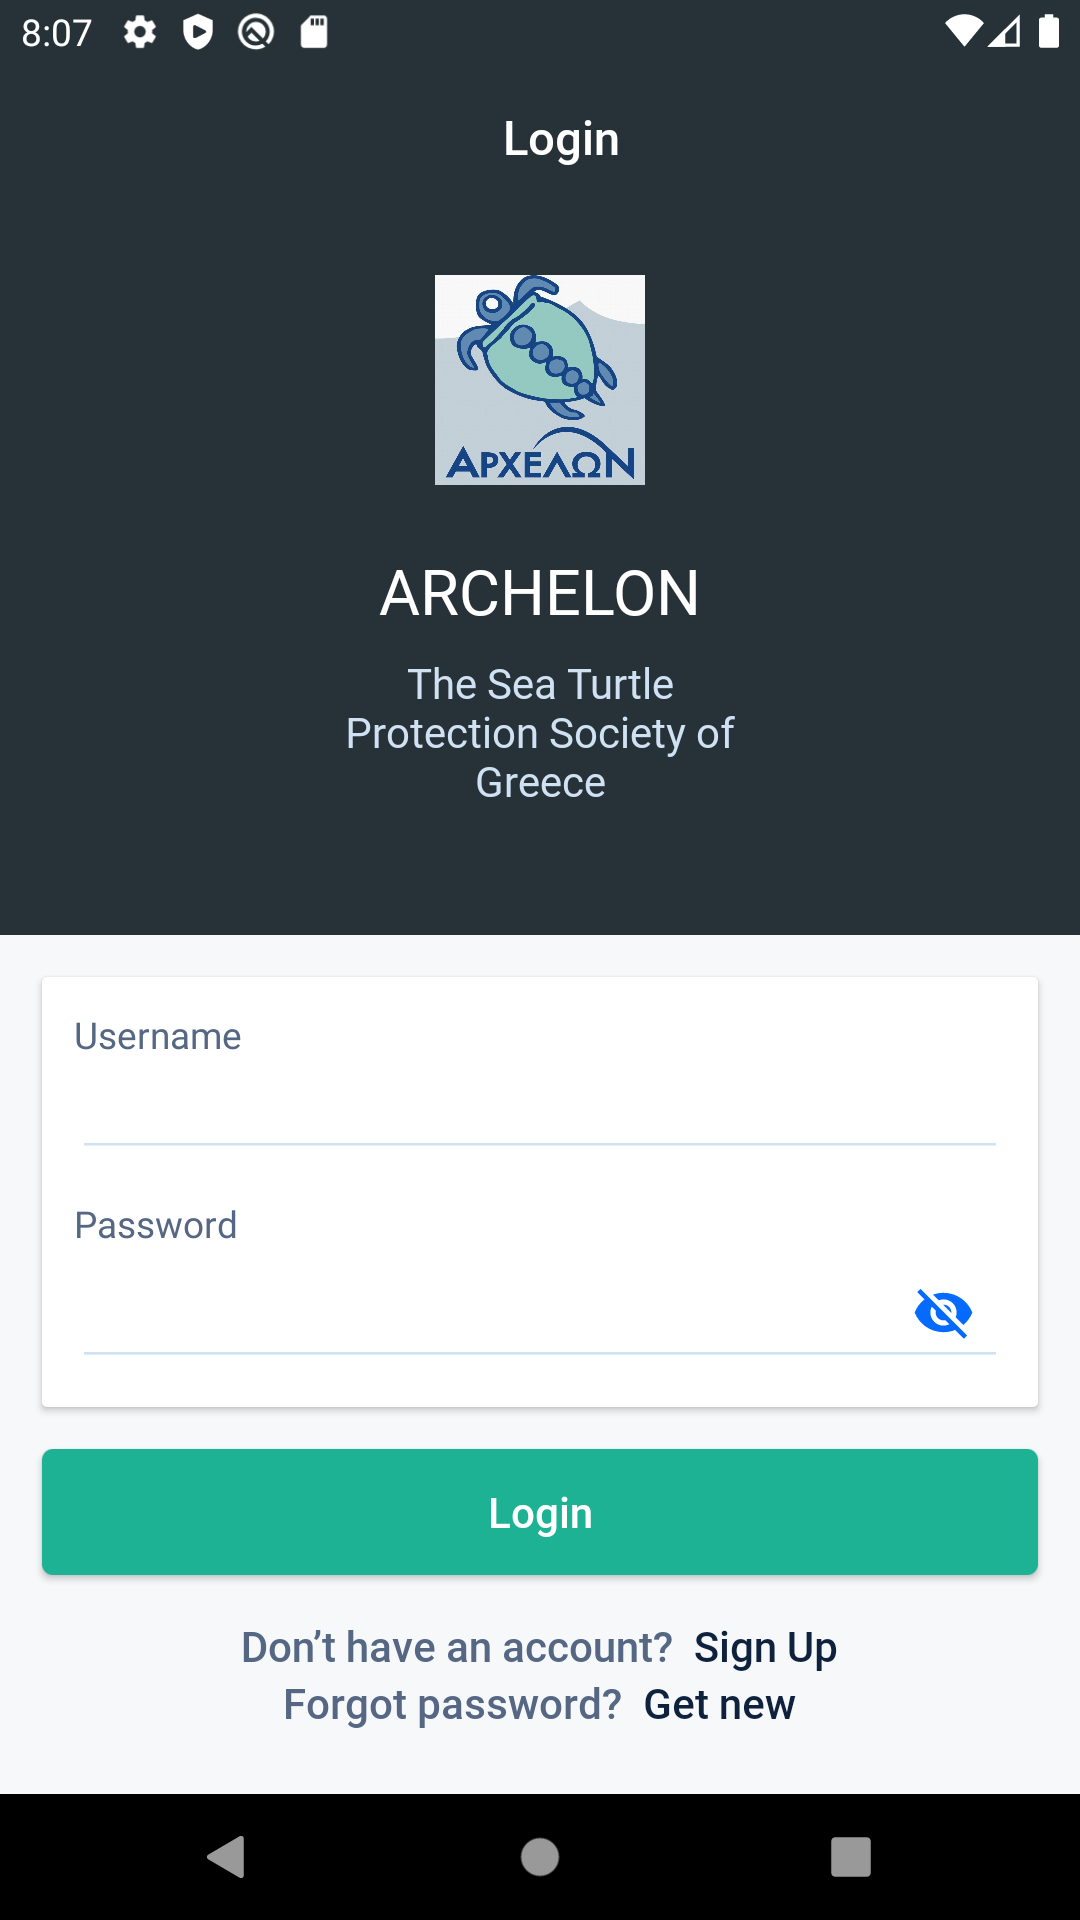 8:07
Login
ΑΡΧΕΛΩΝ
ARCHELON
The Sea Turtle
Protection Society of
Greece
Username
Password
Login
Don’t have an account? Sign Up
Forgot password? Get new